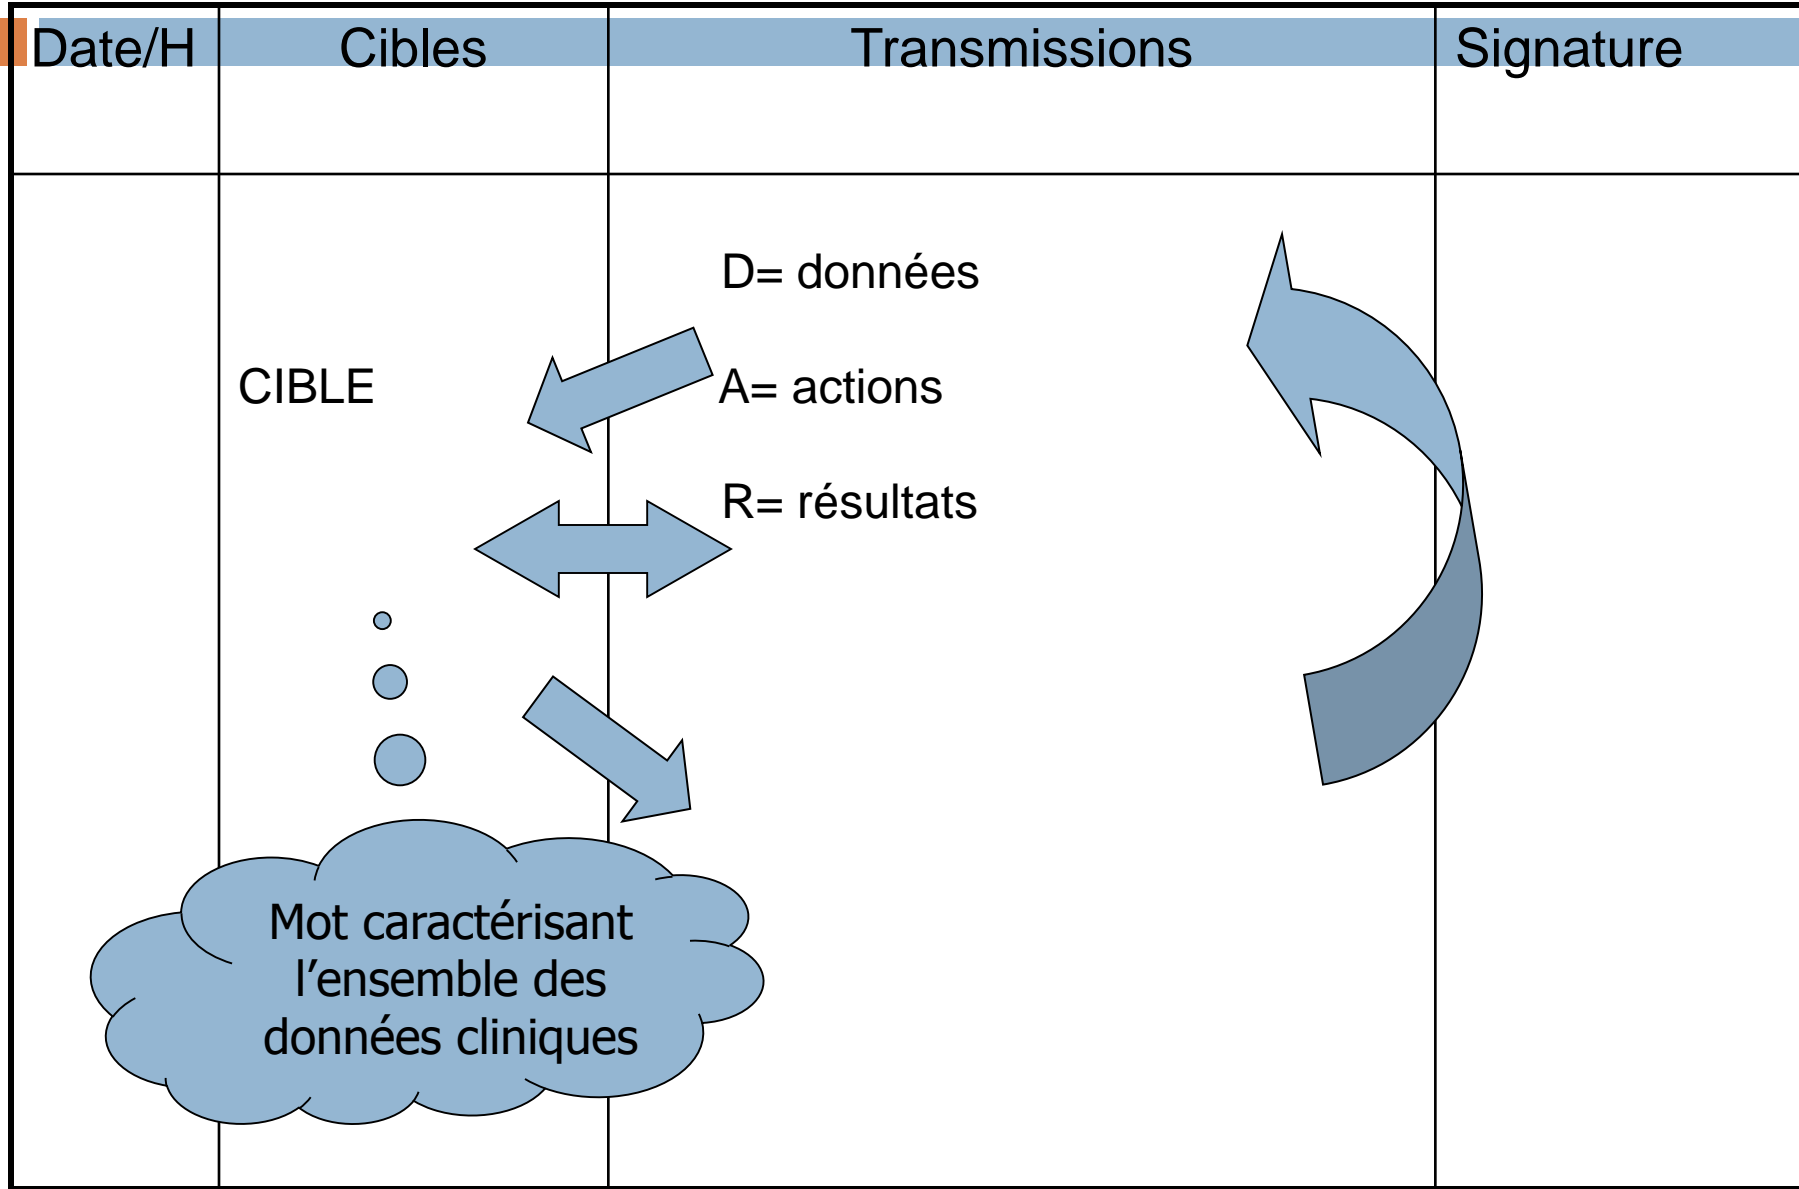 Date/H
Cibles
Transmissions
Signature
D= données
CIBLE
A= actions
R= résultats
Mot caractérisant
l’ensemble des
données cliniques